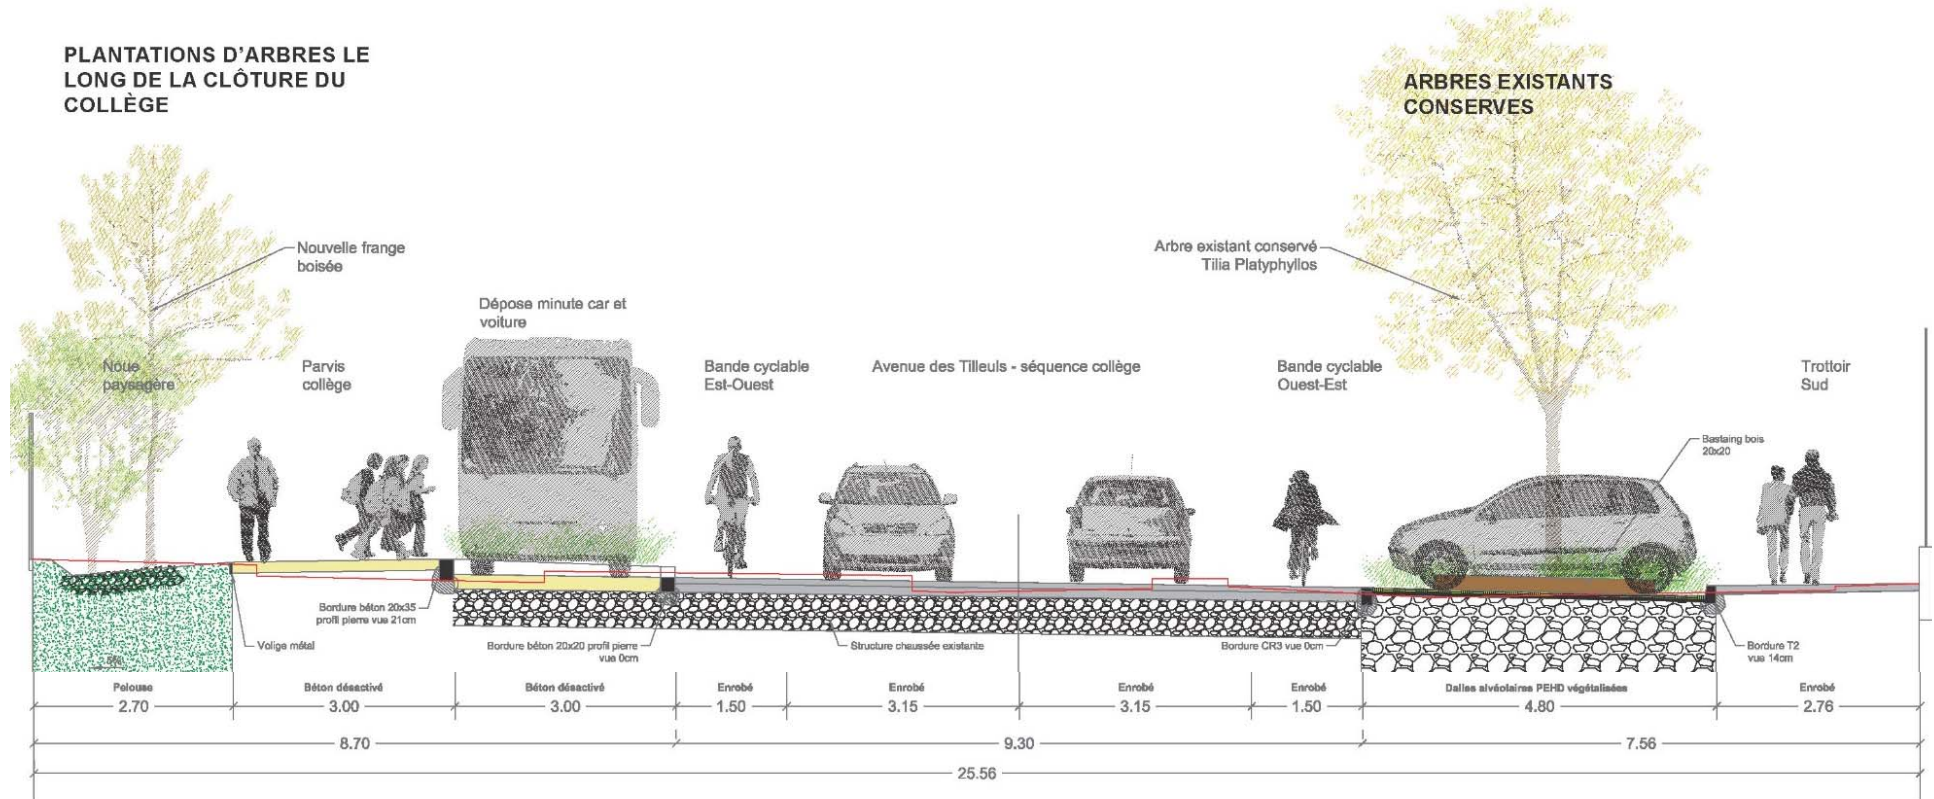 PLANTATIONS D'ARBRES LE
LONG DE LA CLÔTURE DU
COLLÈGE
ARBRES EXISTANTS
CONSERVES
Nouvelle frange
boisée
Arbre existant conservé
Tilia Platyphyllos
Dépose minute car et
voiture
Noue
paysagère
Parvis
collège
Bande cyclable
Est-Ouest
Avenue des Tilleuls - séquence collège
Bande cyclable
Ouest-Est
Trottoir
Sud
Bastaing bois
20x20
Bordure béton 20x35
profil pierre vue 21cm
Volige métal
Bordure béton 20x20 profil pierre
vue 0cm
Structure chaussée existante
Bordure CR3 vue 0cm
Bordure T2
vue 14cm
Pelouse
Béton désactivé
Béton désactivé
Enrobé
Enrobé
Enrobé
Enrobé
Dalles alvéolaires PEHD végétalisées
Enrobé
2.70
3.00
3.00
1.50
3.15
3.15
1.50
4.80
2.76
8.70
9.30
7.56
25.56